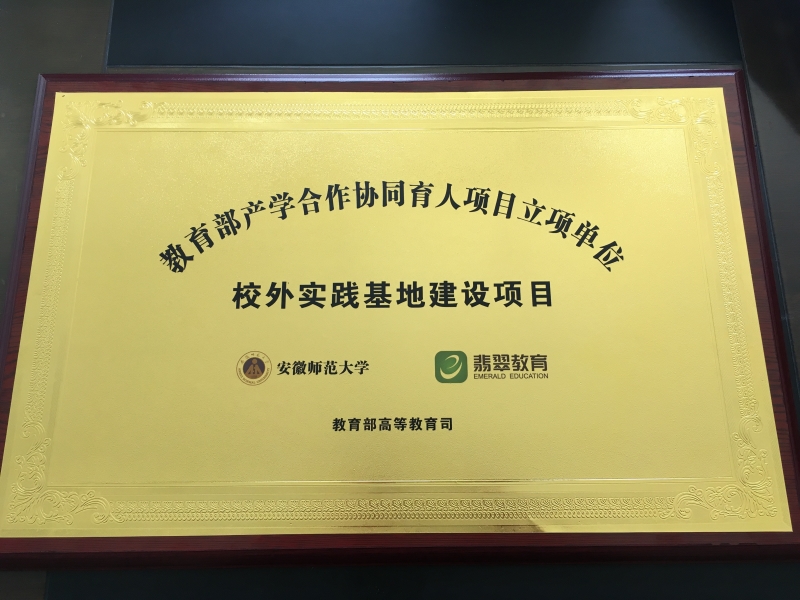 教育部产学合作协同育人项目立项单位
校外实践基地建设项目
安徽师范大学
翡翠教育
EMERALD EDUCATION
教育部高等教育司